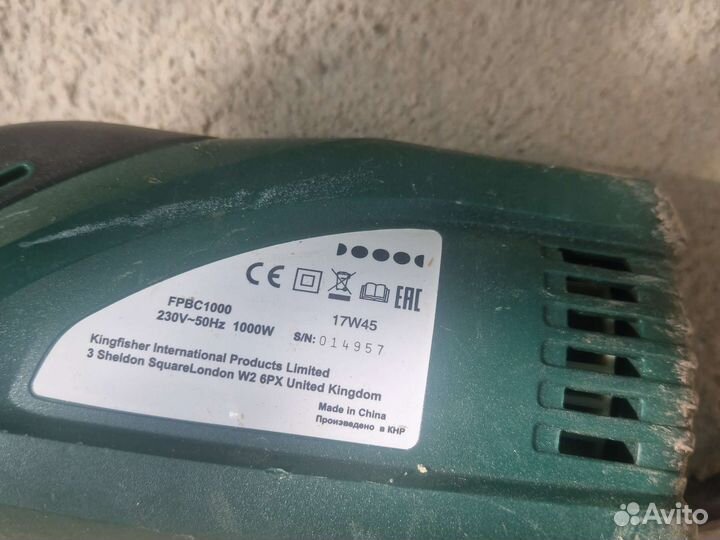 CE EAC
FPBC1000 17W45
230V~50Hz 1000W S/N: 014957
Kingfisher International Products Limited
3 Sheldon SquareLondon W2 6PX United Kingdom
Made in China
Произведено в КНР
Avito